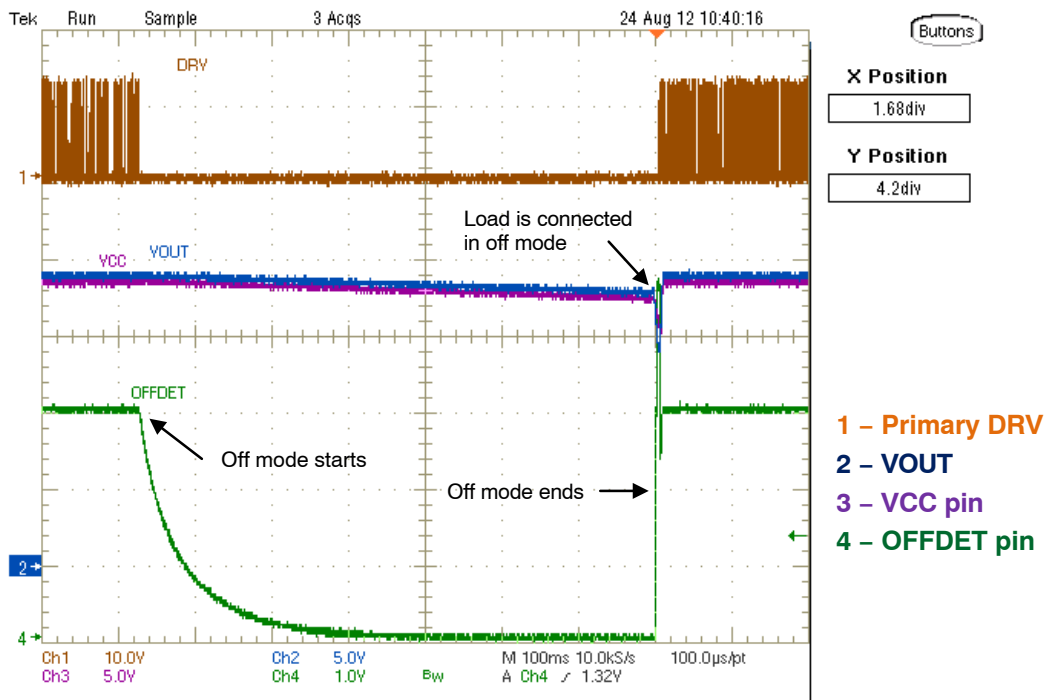 Tek Run Sample 3 Acqs 24 Aug 12 10:40:16
Buttons
X Position
1.68div
Y Position
4.2div
DRV
1
Load is connected
in off mode
VCC VOUT
OFFDET
Off mode starts
Off mode ends
1 – Primary DRV
2 – VOUT
3 – VCC pin
4 – OFFDET pin
2
4
Ch1 10.0V Ch2 5.0V M 100ms 10.0kS/s 100.0µs/pt
Ch3 5.0V Ch4 1.0V BW A Ch4 / 1.32V